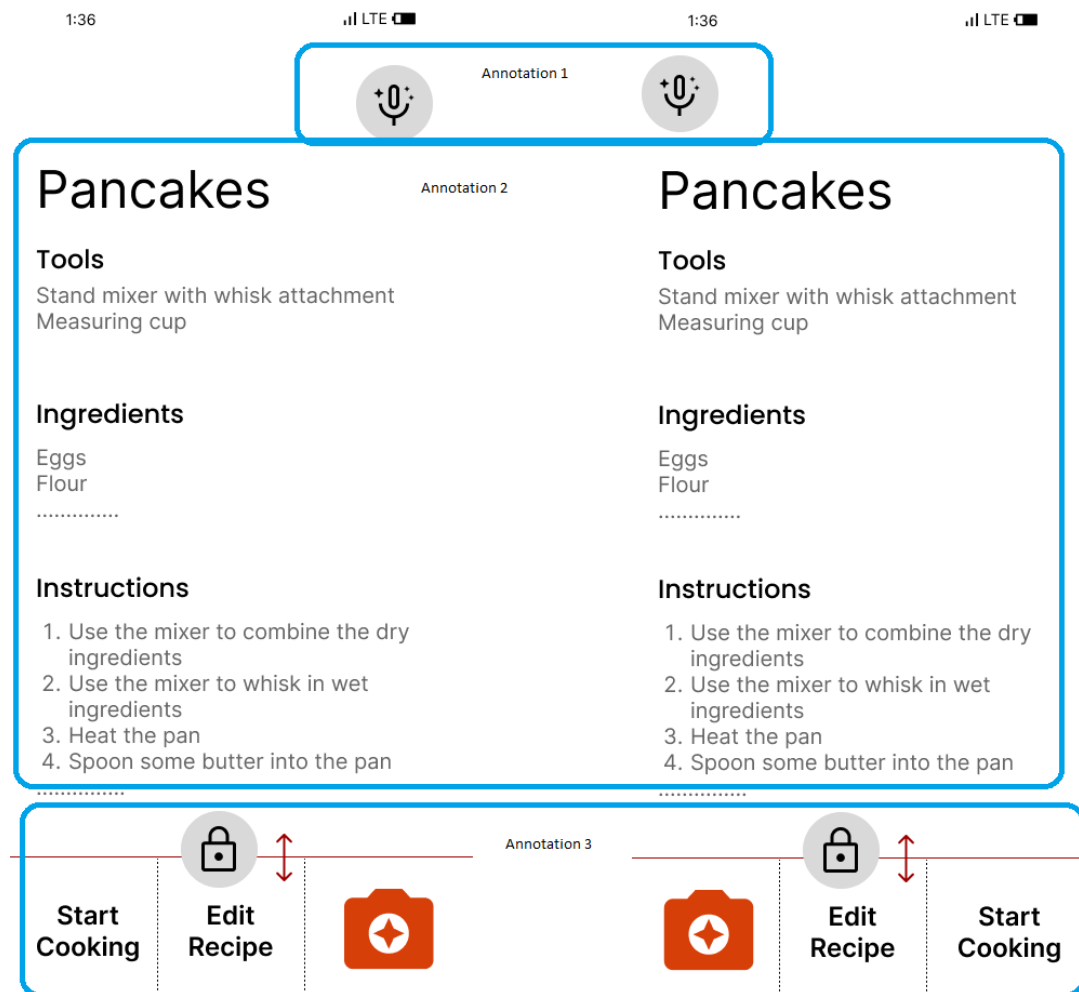 1:36
LTE
1:36
LTE
Annotation 1
Annotation 2
Pancakes
Tools
Stand mixer with whisk attachment
Measuring cup
Ingredients
Eggs
Flour
..............
Instructions
1. Use the mixer to combine the dry
ingredients
2. Use the mixer to whisk in wet
ingredients
3. Heat the pan
4. Spoon some butter into the pan
...............
Pancakes
Tools
Stand mixer with whisk attachment
Measuring cup
Ingredients
Eggs
Flour
..............
Instructions
1. Use the mixer to combine the dry
ingredients
2. Use the mixer to whisk in wet
ingredients
3. Heat the pan
4. Spoon some butter into the pan
...............
Annotation 3
Start
Cooking
Edit
Recipe
Edit
Recipe
Start
Cooking